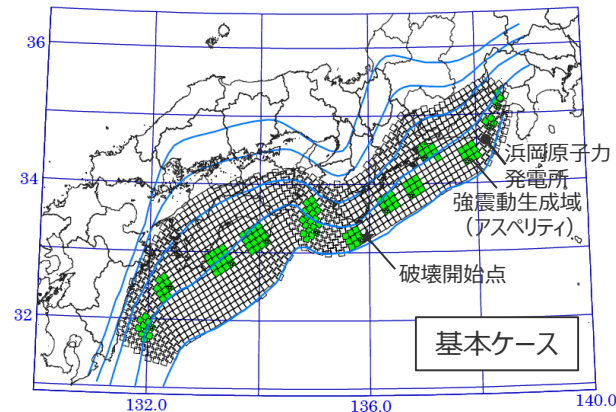 36
34
32
浜岡原子力
発電所
強震動生成域
（アスペリティ）
破壊開始点
基本ケース
132.0
136.0
140.0